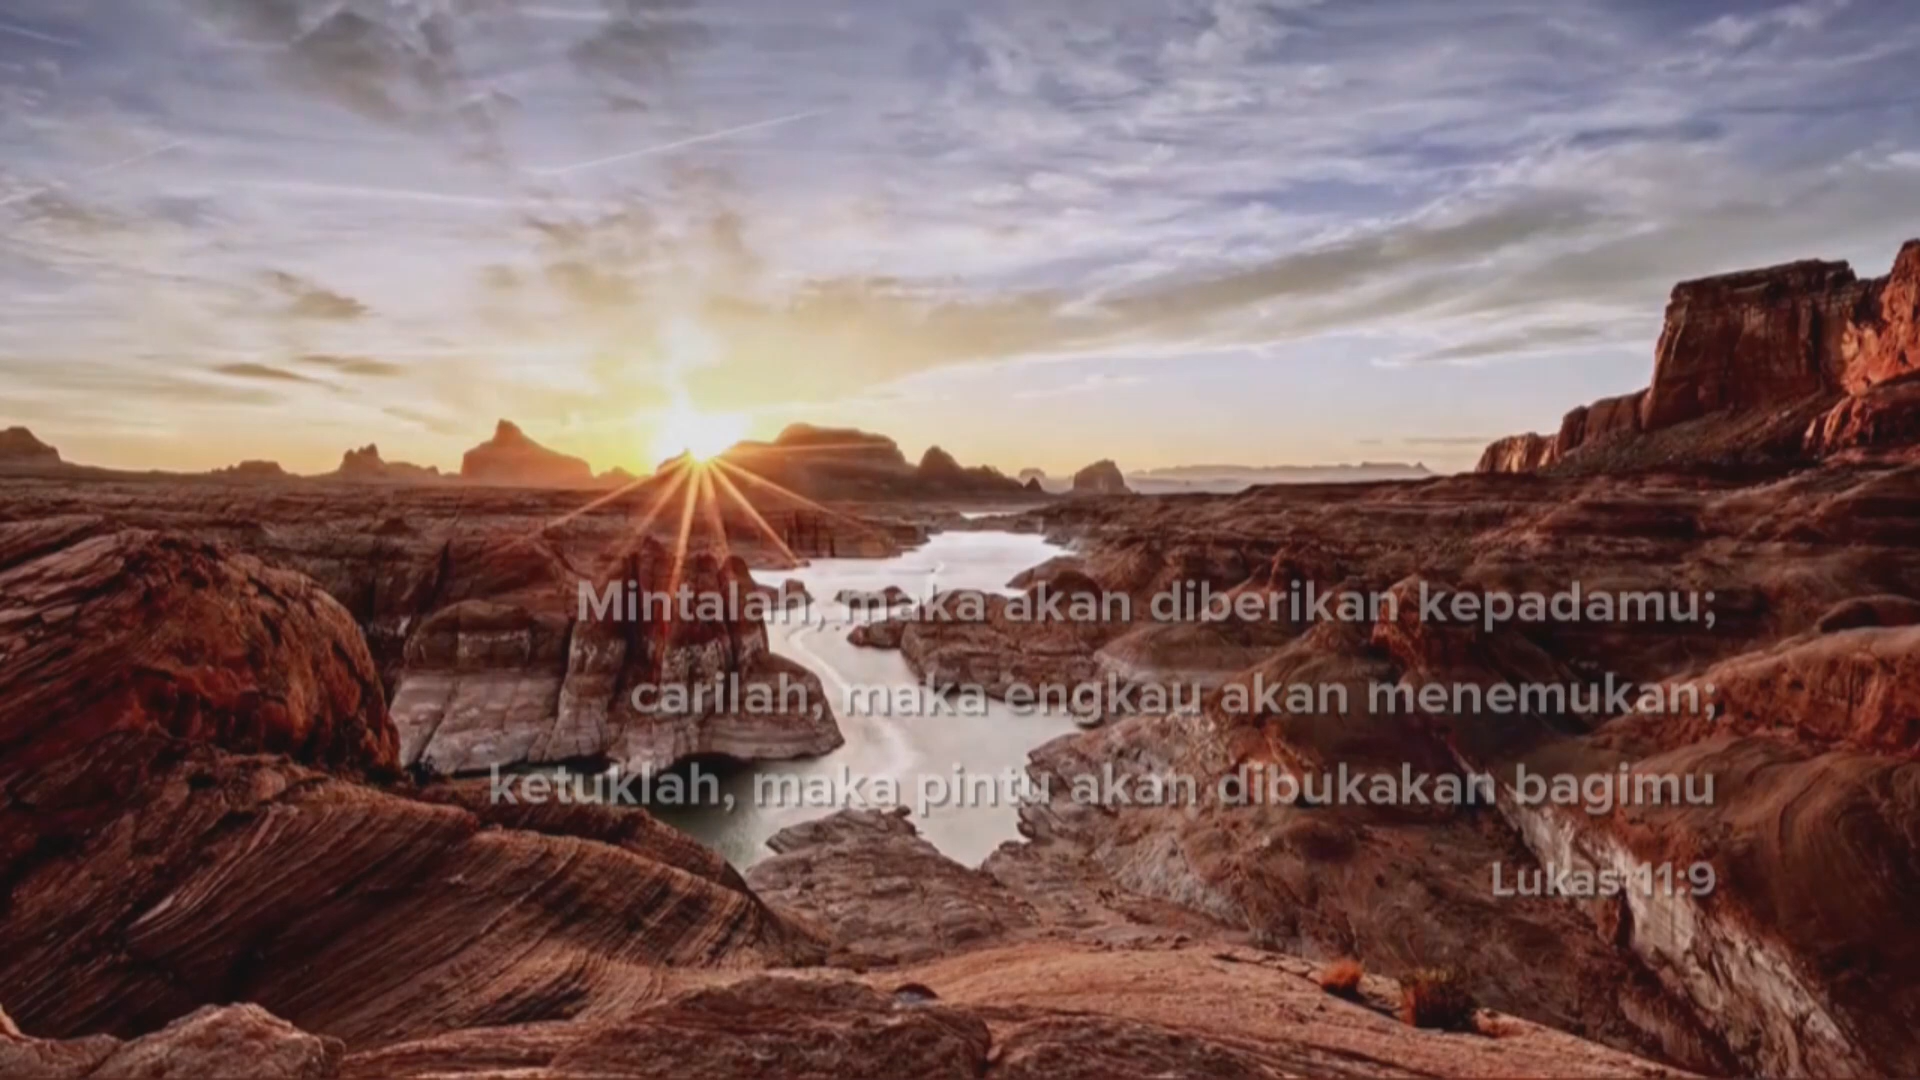 Mintalah, maka akan diberikan kepadamu;
carilah, maka engkau akan menemukan;
ketuklah, maka pintu akan dibukakan bagimu
Lukas 11:9